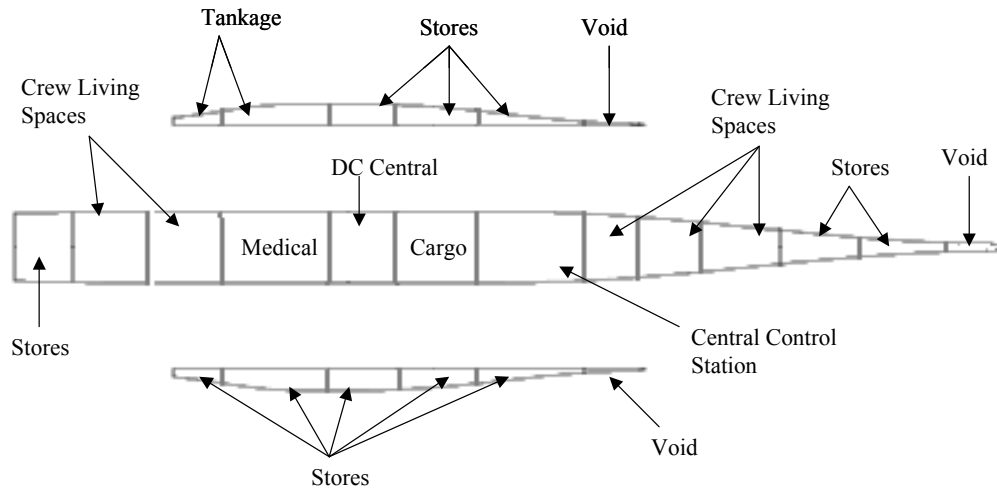 Tankage
Stores
Void
Crew Living
Spaces
Crew Living
Spaces
DC Central
Stores
Void
Medical
Cargo
Stores
Central Control
Station
Void
Stores